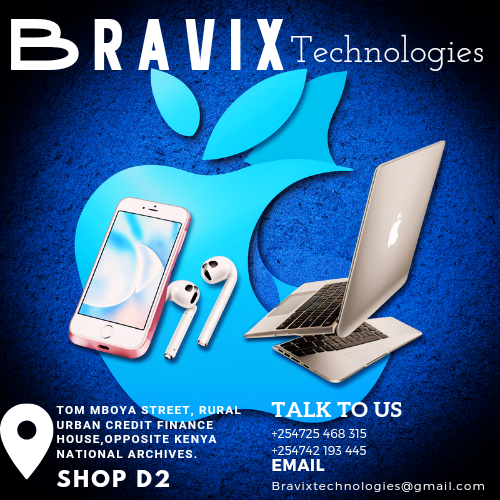 BRAVIX Technologies
TOM MBOYA STREET, RURAL
URBAN CREDIT FINANCE
HOUSE,OPPOSITE KENYA
NATIONAL ARCHIVES.
SHOP D2
TALK TO US
+254725 468 315
+254742 193 445
EMAIL
Bravixtechnologies@gmail.com